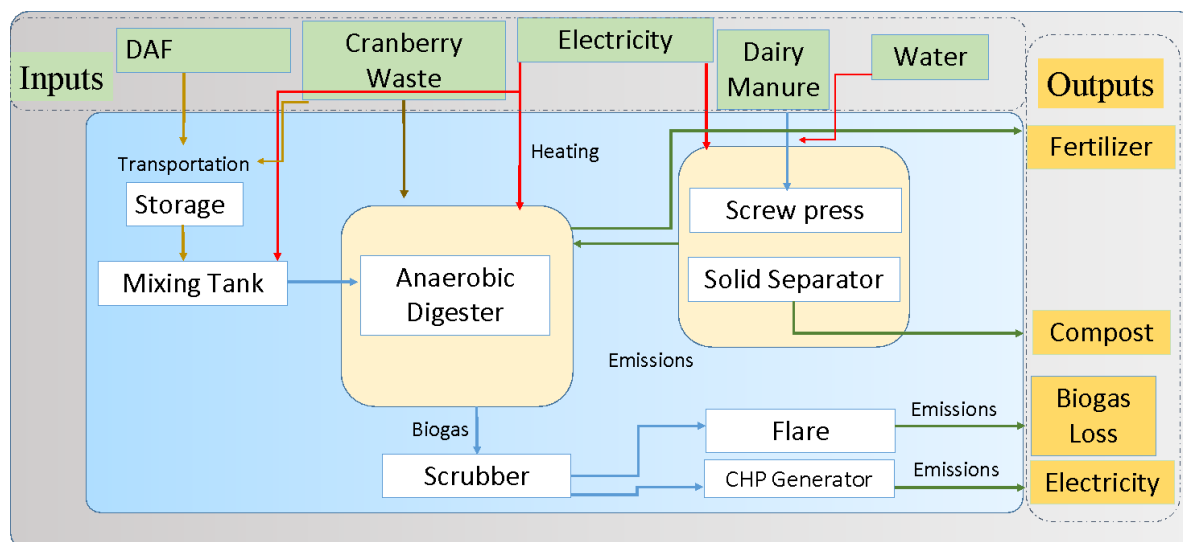 Inputs
DAF
Cranberry
Waste
Electricity
Dairy
Manure
Water
Outputs
Transportation
Heating
Fertilizer
Storage
Screw press
Mixing Tank
Anaerobic
Digester
Solid Separator
Compost
Emissions
Biogas
Flare
Emissions
Biogas
Loss
Scrubber
CHP Generator
Emissions
Electricity